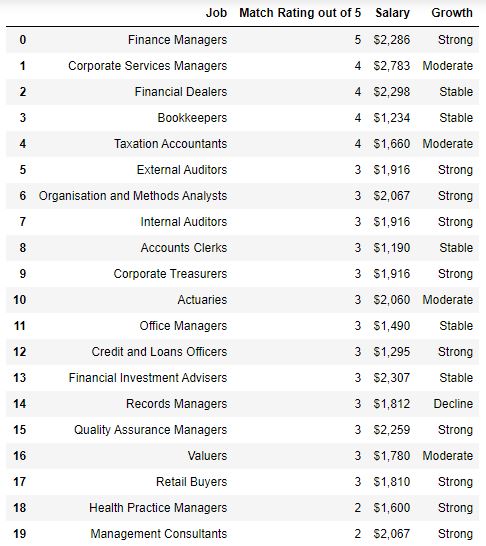 Job Match Rating out of 5 Salary Growth
0 Finance Managers 5 $2,286 Strong
1 Corporate Services Managers 4 $2,783 Moderate
2 Financial Dealers 4 $2,298 Stable
3 Bookkeepers 4 $1,234 Stable
4 Taxation Accountants 4 $1,660 Moderate
5 External Auditors 3 $1,916 Strong
6 Organisation and Methods Analysts 3 $2,067 Strong
7 Internal Auditors 3 $1,916 Strong
8 Accounts Clerks 3 $1,190 Stable
9 Corporate Treasurers 3 $1,916 Strong
10 Actuaries 3 $2,060 Moderate
11 Office Managers 3 $1,490 Stable
12 Credit and Loans Officers 3 $1,295 Strong
13 Financial Investment Advisers 3 $2,307 Stable
14 Records Managers 3 $1,812 Decline
15 Quality Assurance Managers 3 $2,259 Strong
16 Valuers 3 $1,780 Moderate
17 Retail Buyers 3 $1,810 Strong
18 Health Practice Managers 2 $1,600 Strong
19 Management Consultants 2 $2,067 Strong